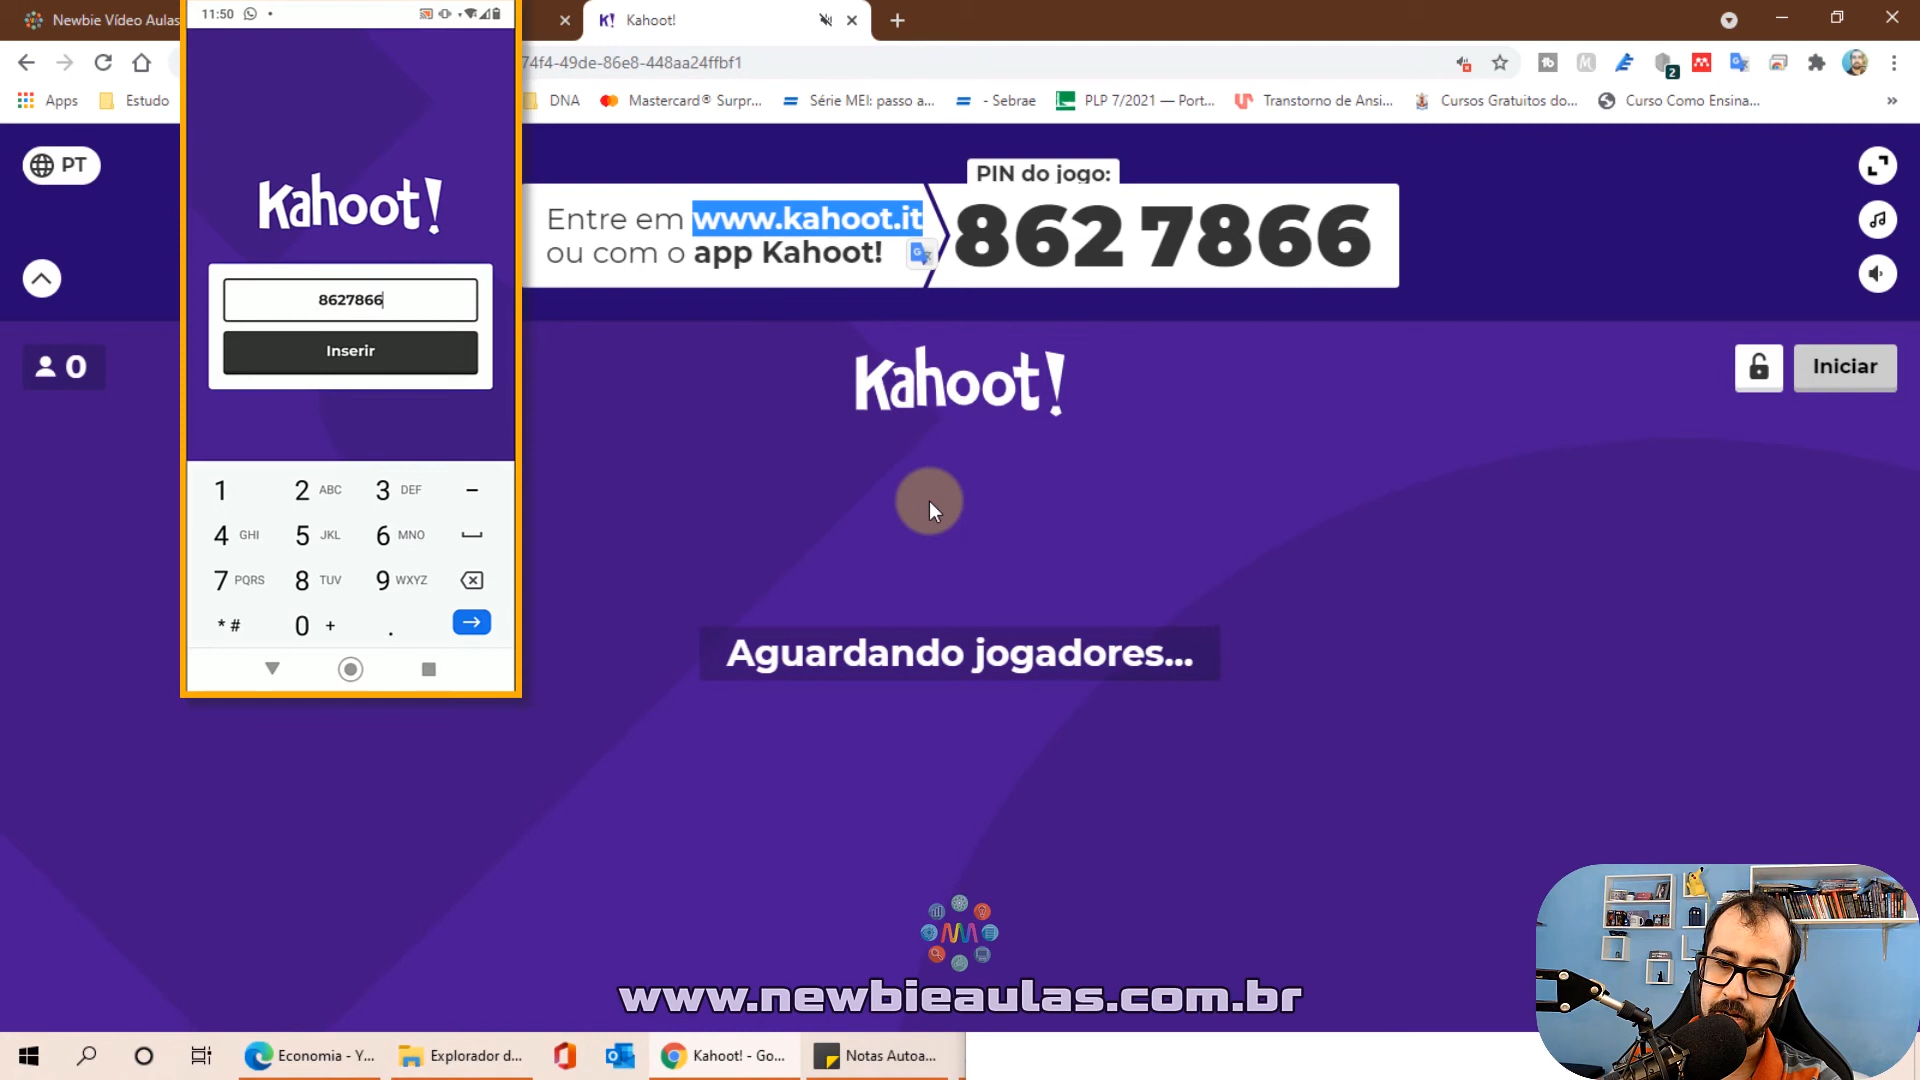 Newbie Vídeo Aulas
Kahoot!
74f4-49de-86e8-448aa24ffbf1
Apps
Estudo
DNA
Mastercard® Surpr...
Série MEI: passo a...
- Sebrae
PLP 7/2021 — Port...
Transtorno de Ansi...
Cursos Gratuitos do...
Curso Como Ensina...
11:50
Kahoot!
8627866
Inserir
1
2 ABC
3 DEF
-
4 GHI
5 JKL
6 MNO
7 PQRS
8 TUV
9 WXYZ
* #
0 +
.
PT
PIN do jogo:
Entre em www.kahoot.it
ou com o app Kahoot!
862 7866
0
Kahoot!
Iniciar
Aguardando jogadores...
www.newbieaulas.com.br
Economia - Y...
Explorador d...
Kahoot! - Go...
Notas Autoa...
2